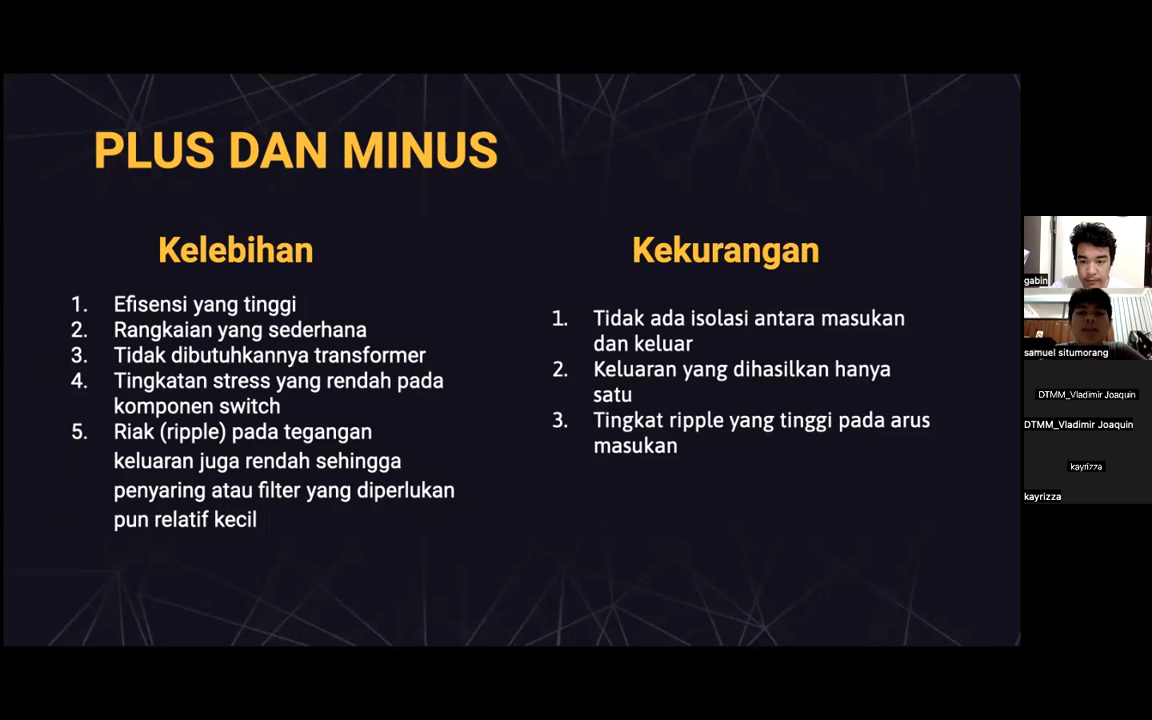 PLUS DAN MINUS
Kelebihan
1. Efisensi yang tinggi
2. Rangkaian yang sederhana
3. Tidak dibutuhkannya transformer
4. Tingkatan stress yang rendah pada
komponen switch
5. Riak (ripple) pada tegangan
keluaran juga rendah sehingga
penyaring atau filter yang diperlukan
pun relatif kecil
Kekurangan
1. Tidak ada isolasi antara masukan
dan keluar
2. Keluaran yang dihasilkan hanya
satu
3. Tingkat ripple yang tinggi pada arus
masukan
gabin
samuel situmorang
DTMM_Vladimir Joaquin
DTMM_Vladimir Joaquin
kayrizza
kayrizza